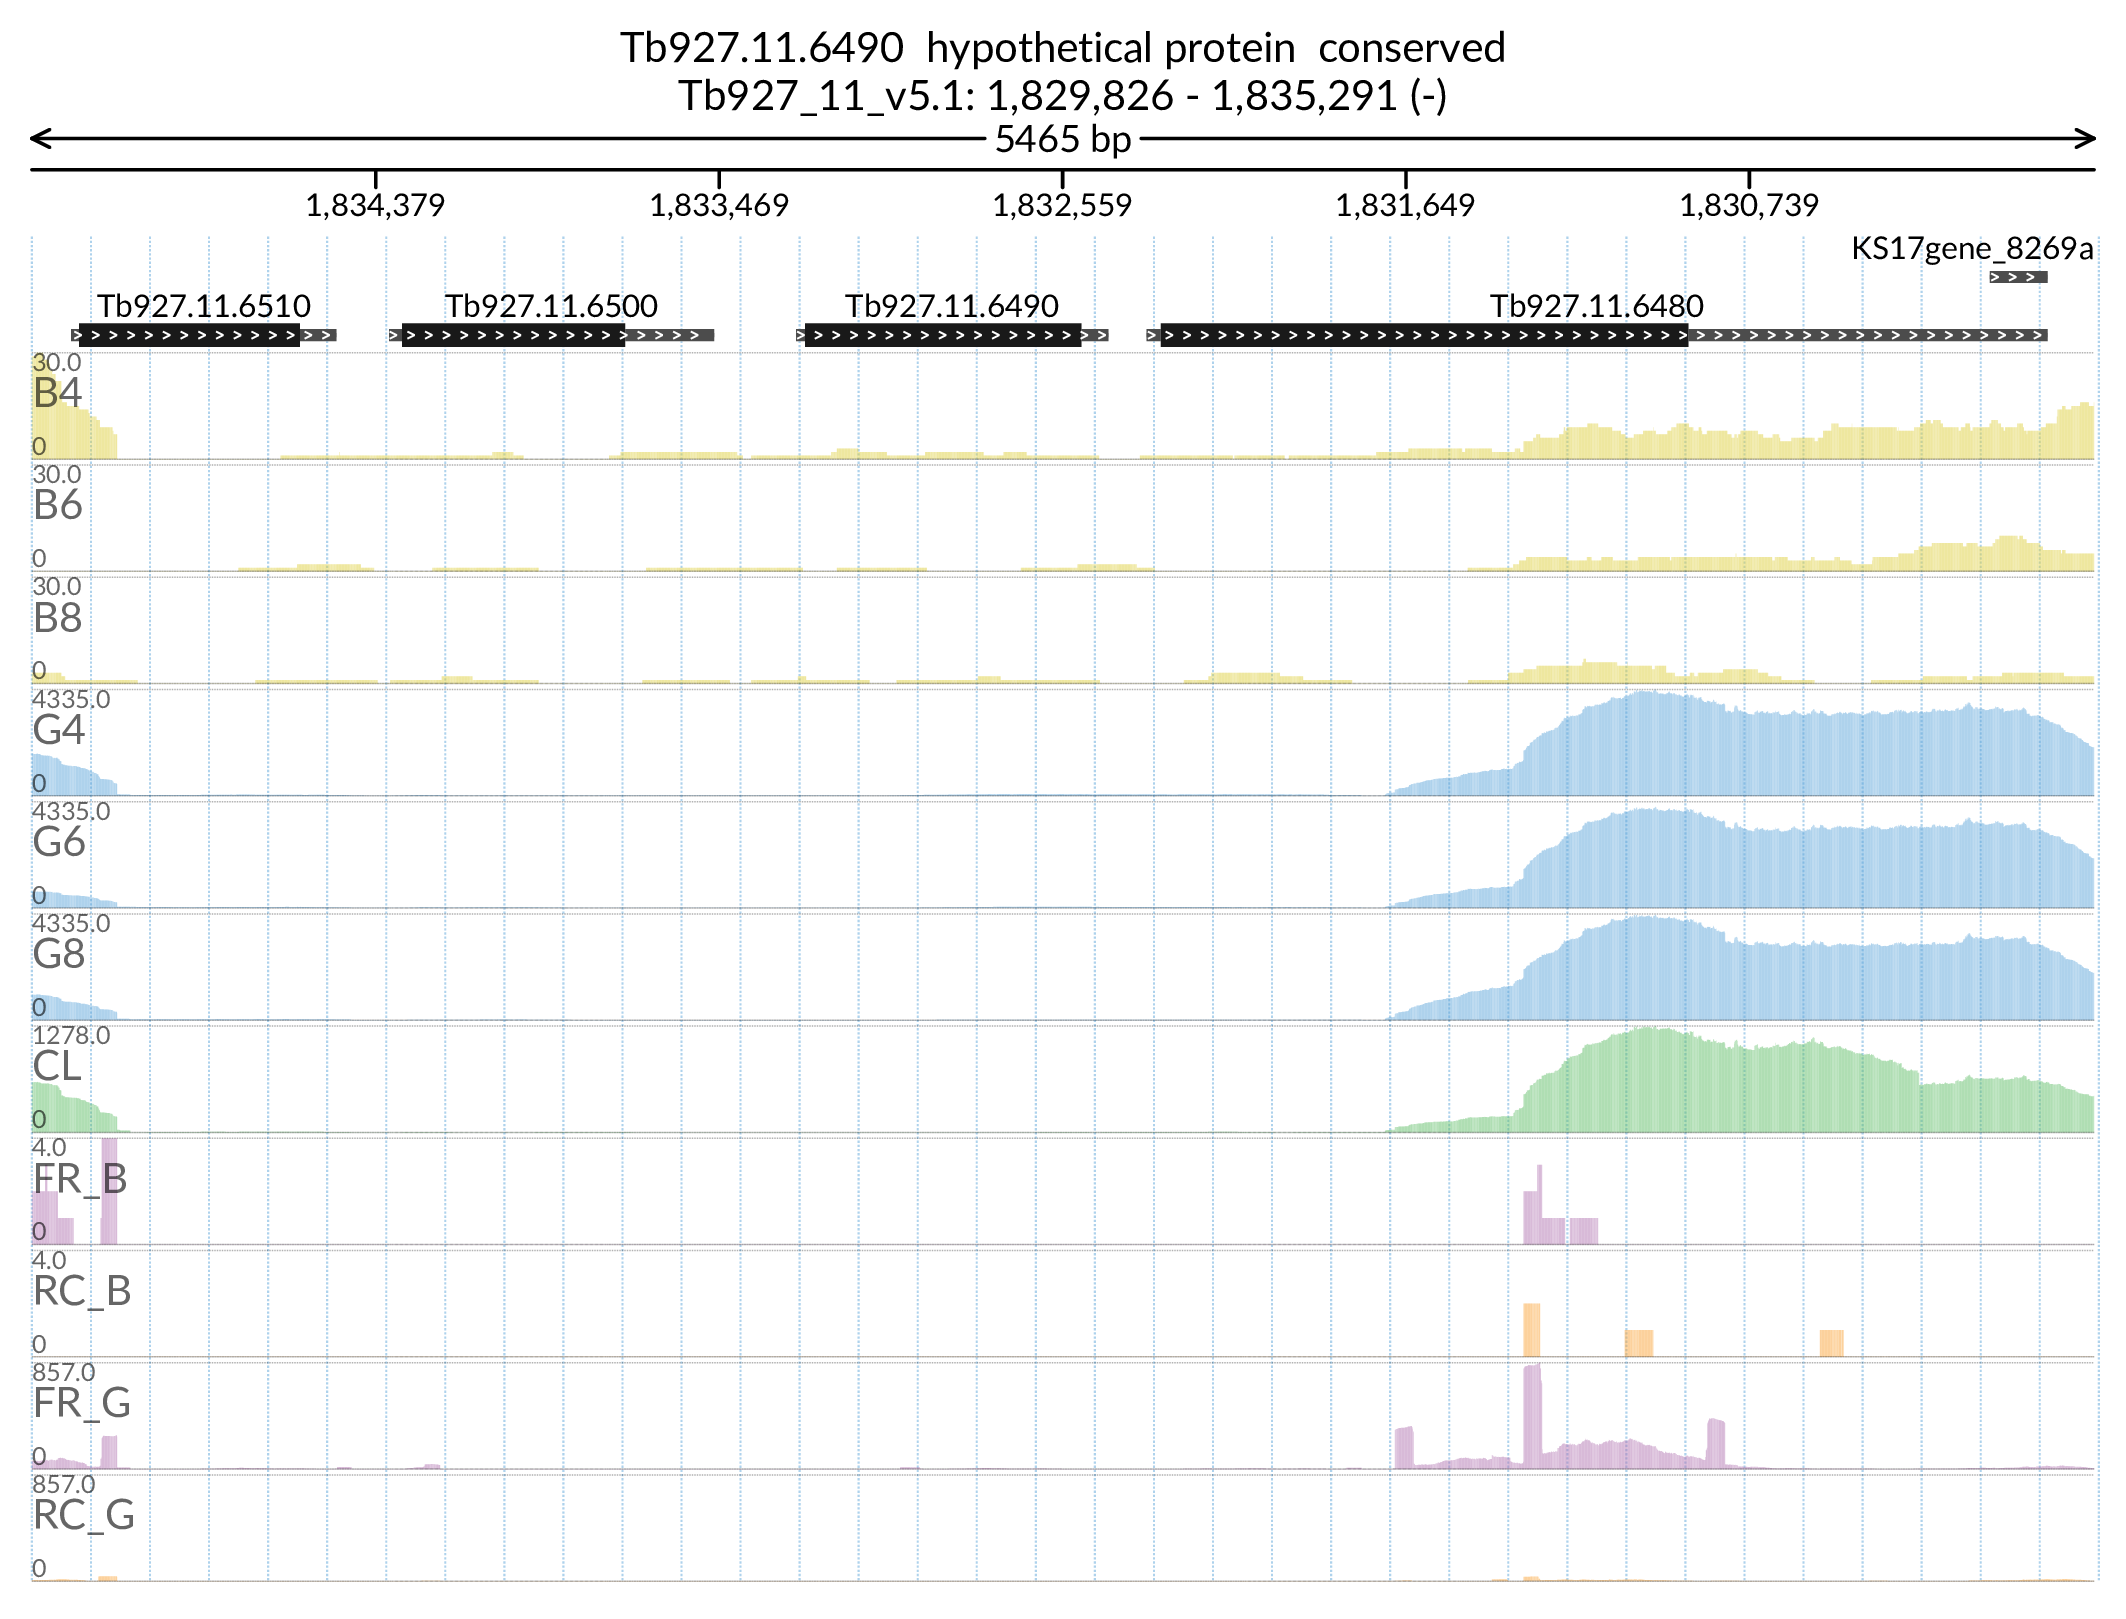 Tb927.11.6490 hypothetical protein conserved
Tb927_11_v5.1: 1,829,826 - 1,835,291 (-)
5465 bp
1,834,379 1,833,469 1,832,559 1,831,649 1,830,739
KS17gene_8269a
Tb927.11.6510 Tb927.11.6500 Tb927.11.6490 Tb927.11.6480
30.0
B4
0
30.0
B6
0
30.0
B8
0
4335.0
G4
0
4335.0
G6
0
4335.0
G8
0
1278.0
CL
0
4.0
FR_B
0
4.0
RC_B
0
857.0
FR_G
0
857.0
RC_G
0